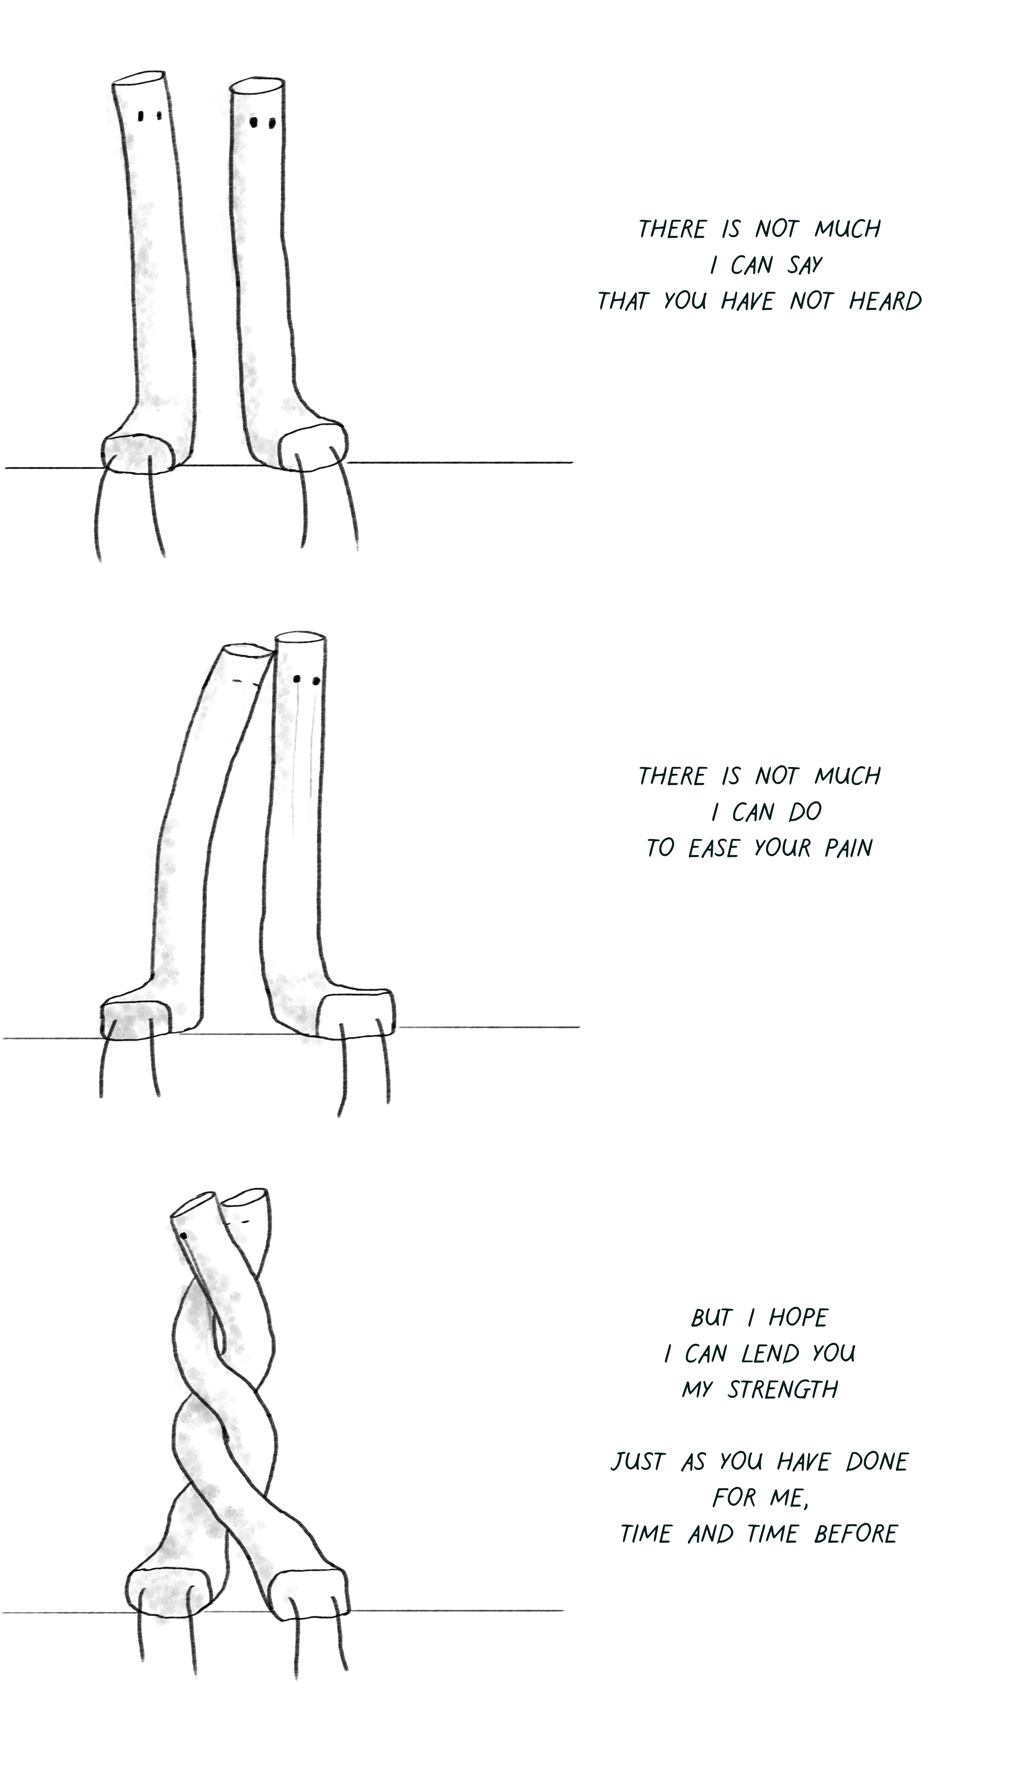 THERE IS NOT MUCH
I CAN SAY
THAT YOU HAVE NOT HEARD
THERE IS NOT MUCH
I CAN DO
TO EASE YOUR PAIN
BUT I HOPE
I CAN LEND YOU
MY STRENGTH
JUST AS YOU HAVE DONE
FOR ME,
TIME AND TIME BEFORE